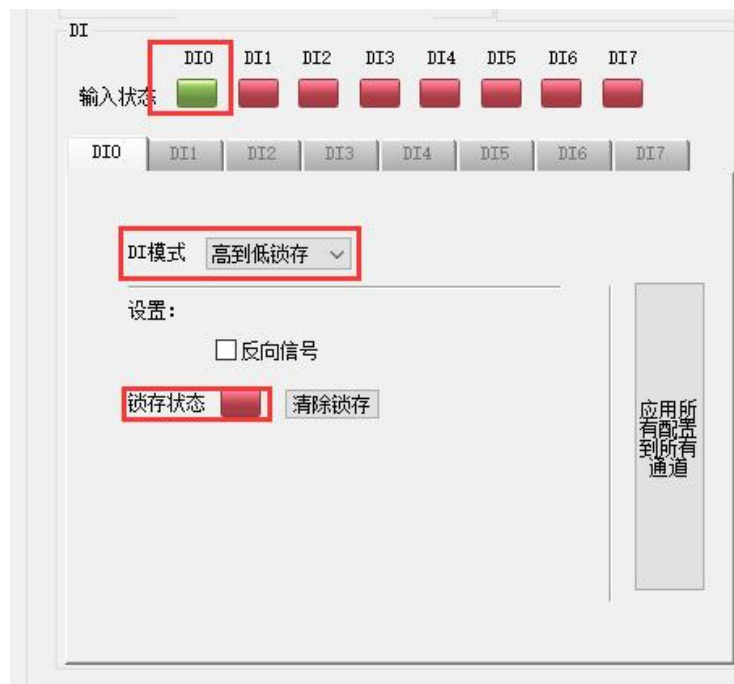 DI
DI0 DI1 DI2 DI3 DI4 DI5 DI6 DI7
输入状态
DI0 DI1 DI2 DI3 DI4 DI5 DI6 DI7
DI模式 高到低锁存
设置:
反向信号
锁存状态 清除锁存
应用所
有配置
到所有
通道